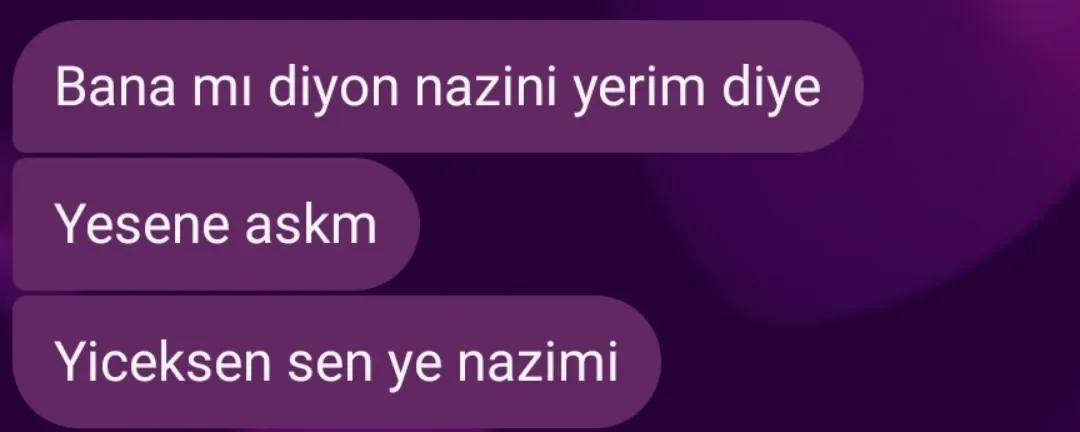 Bana mı diyon nazini yerim diye
Yesene askm
Yiceksen sen ye nazimi